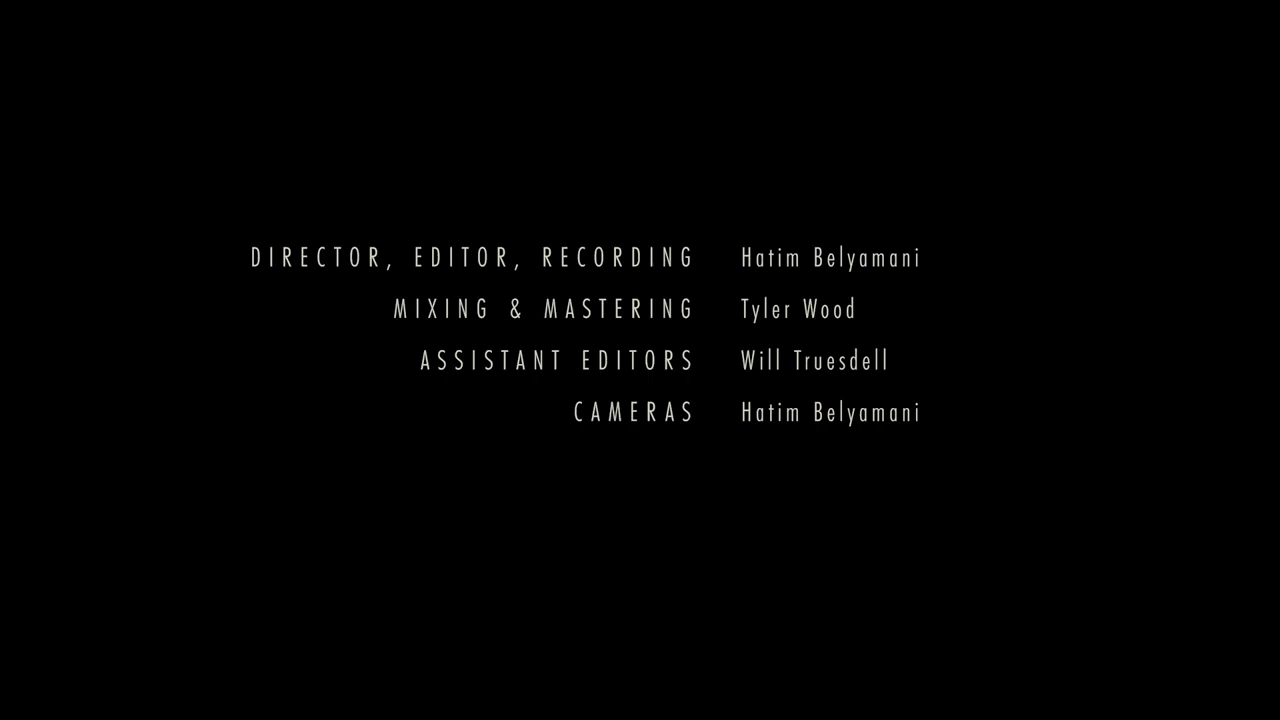 DIRECTOR, EDITOR, RECORDING Hatim Belyamani
MIXING & MASTERING Tyler Wood
ASSISTANT EDITORS Will Truesdell
CAMERAS Hatim Belyamani